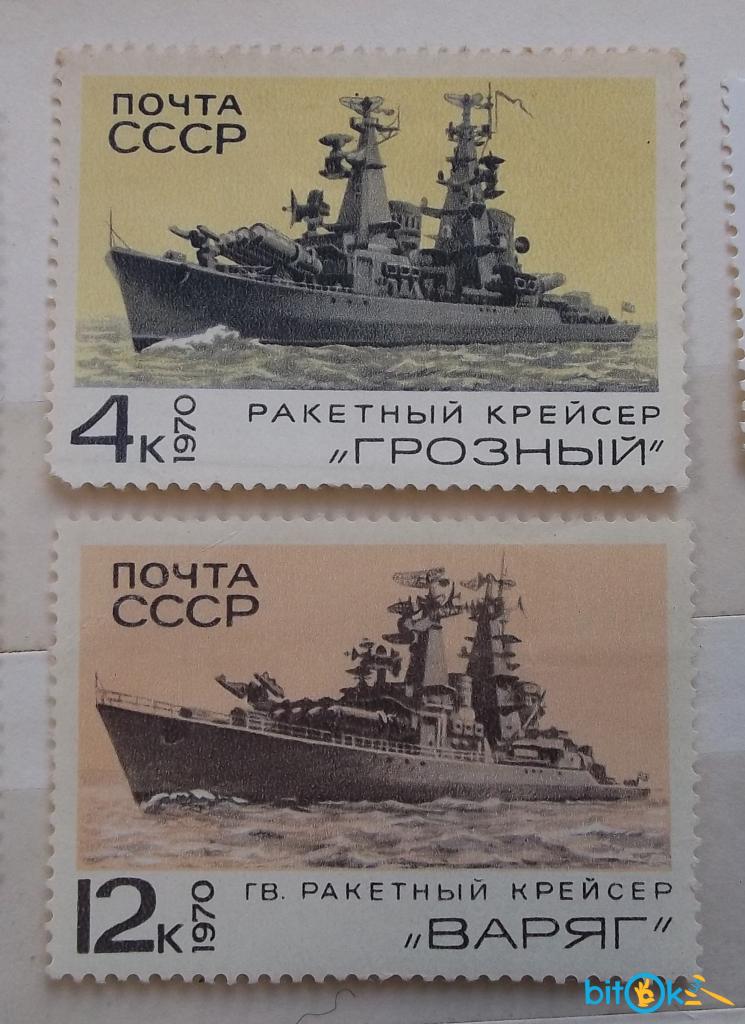 ПОЧТА
СССР
4к 1970
РАКЕТНЫЙ КРЕЙСЕР
„ГРОЗНЫЙ"
ПОЧТА
СССР
12к 1970
ГВ. РАКЕТНЫЙ КРЕЙСЕР
„ВАРЯГ"
bitok